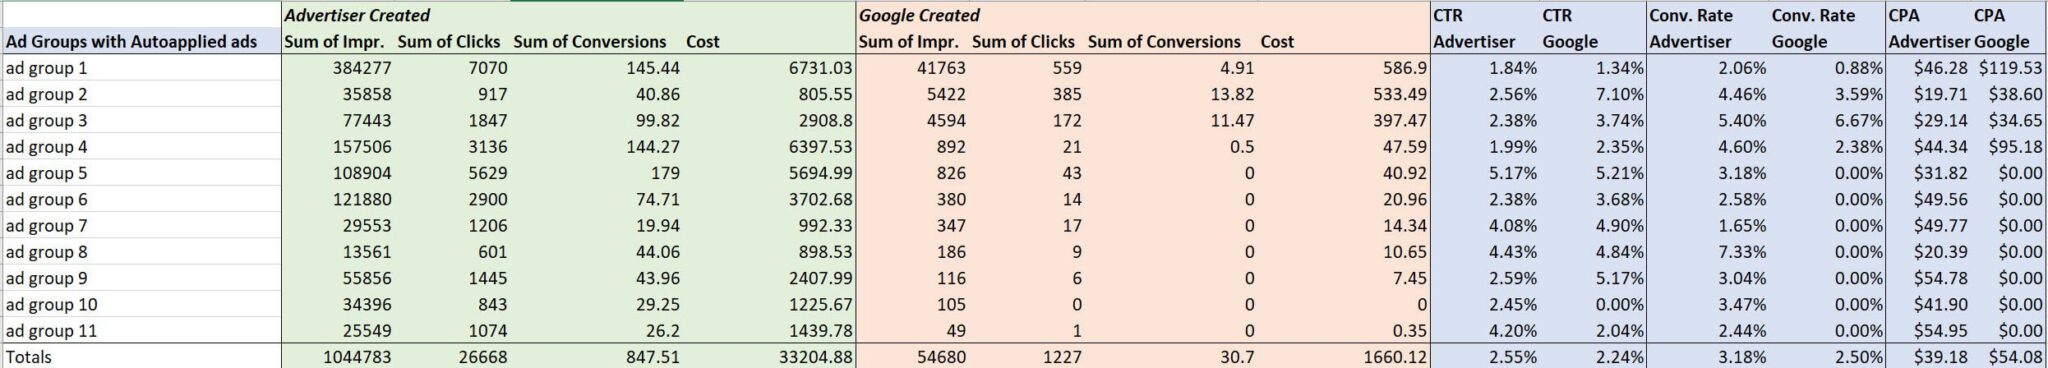 Advertiser Created Google Created CTR CTR Conv. Rate Conv. Rate CPA CPA
Ad Groups with Autoapplied ads Sum of Impr. Sum of Clicks Sum of Conversions Cost Sum of Impr. Sum of Clicks Sum of Conversions Cost Advertiser Google Advertiser Google Advertiser Google
ad group 1 384277 7070 145.44 6731.03 41763 559 4.91 586.9 1.84% 1.34% 2.06% 0.88% $46.28 $119.53
ad group 2 35858 917 40.86 805.55 5422 385 13.82 533.49 2.56% 7.10% 4.46% 3.59% $19.71 $38.60
ad group 3 77443 1847 99.82 2908.8 4594 172 11.47 397.47 2.38% 3.74% 5.40% 6.67% $29.14 $34.65
ad group 4 157506 3136 144.27 6397.53 892 21 0.5 47.59 1.99% 2.35% 4.60% 2.38% $44.34 $95.18
ad group 5 108904 5629 179 5694.99 826 43 0 40.92 5.17% 5.21% 3.18% 0.00% $31.82 $0.00
ad group 6 121880 2900 74.71 3702.68 380 14 0 20.96 2.38% 3.68% 2.58% 0.00% $49.56 $0.00
ad group 7 29553 1206 19.94 992.33 347 17 0 14.34 4.08% 4.90% 1.65% 0.00% $49.77 $0.00
ad group 8 13561 601 44.06 898.53 186 9 0 10.65 4.43% 4.84% 7.33% 0.00% $20.39 $0.00
ad group 9 55856 1445 43.96 2407.99 116 6 0 7.45 2.59% 5.17% 3.04% 0.00% $54.78 $0.00
ad group 10 34396 843 29.25 1225.67 105 0 0 0 2.45% 0.00% 3.47% 0.00% $41.90 $0.00
ad group 11 25549 1074 26.2 1439.78 49 1 0 0.35 4.20% 2.04% 2.44% 0.00% $54.95 $0.00
Totals 1044783 26668 847.51 33204.88 54680 1227 30.7 1660.12 2.55% 2.24% 3.18% 2.50% $39.18 $54.08